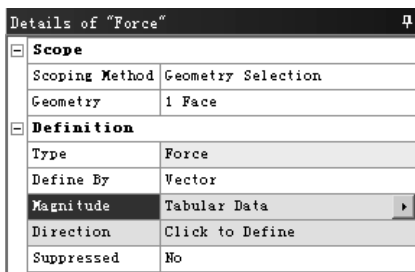 Details of "Force"
Scope
Scoping Method Geometry Selection
Geometry 1 Face
Definition
Type Force
Define By Vector
Magnitude Tabular Data
Direction Click to Define
Suppressed No